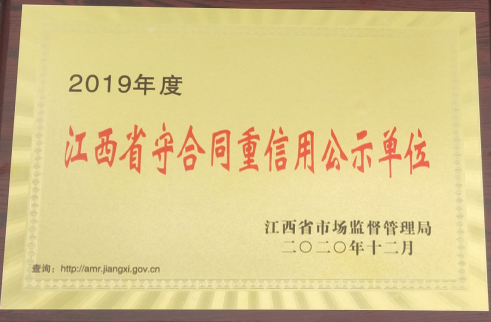 2019年度
江西省守合同重信用公示单位
江西省市场监督管理局
二〇二〇年十二月
查询：http://amr.jiangxi.gov.cn